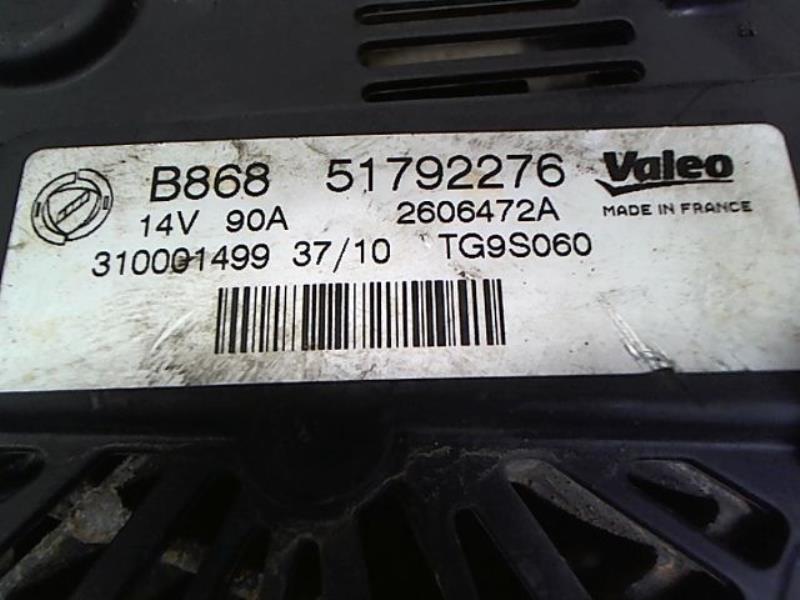 B868 51792276 Valeo
14V 90A 2606472A MADE IN FRANCE
310001499 37/10 TG9S060